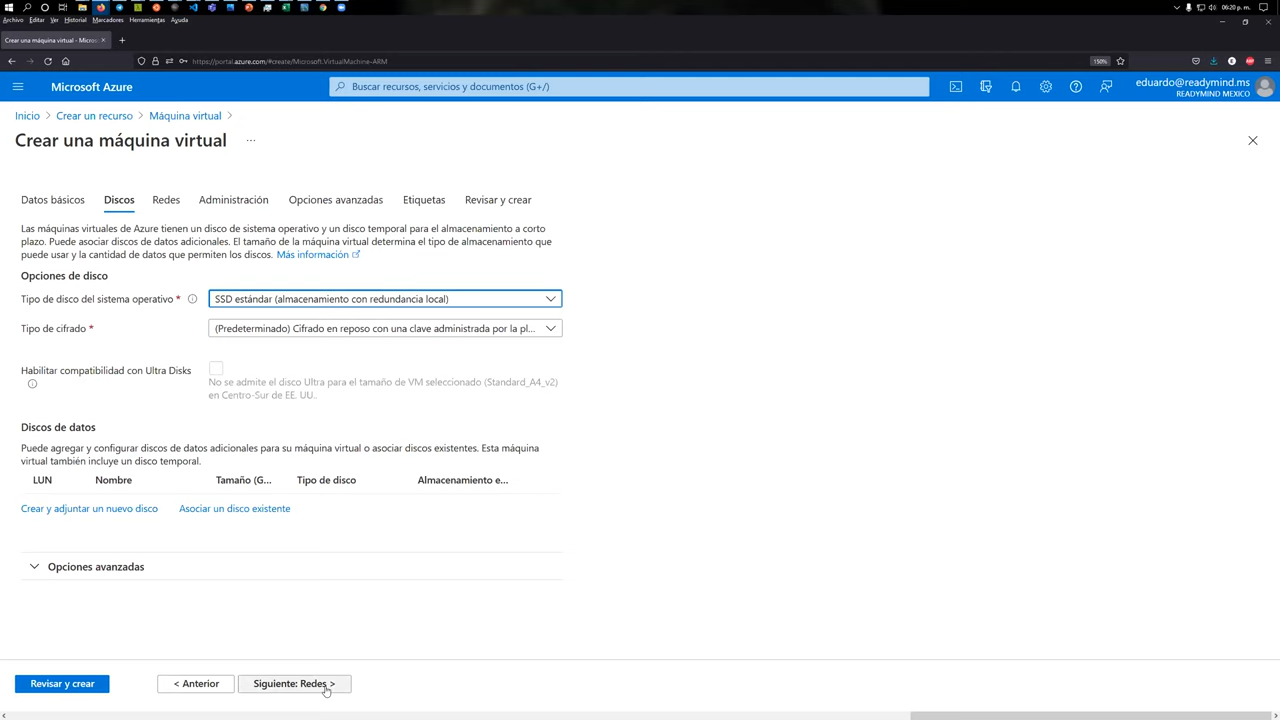 06:20 p. m.
Archivo Editar Ver Historial Marcadores Herramientas Ayuda
Crear una máquina virtual - Micros
https://portal.azure.com/#create/Microsoft.VirtualMachine-ARM
150%
Microsoft Azure
Buscar recursos, servicios y documentos (G+/)
eduardo@readymind.ms
READYMIND MEXICO
Inicio > Crear un recurso > Máquina virtual >
Crear una máquina virtual ...
Datos básicos Discos Redes Administración Opciones avanzadas Etiquetas Revisar y crear
Las máquinas virtuales de Azure tienen un disco de sistema operativo y un disco temporal para el almacenamiento a corto
plazo. Puede asociar discos de datos adicionales. El tamaño de la máquina virtual determina el tipo de almacenamiento que
puede usar y la cantidad de datos que permiten los discos. Más información
Opciones de disco
Tipo de disco del sistema operativo *
SSD estándar (almacenamiento con redundancia local)
Tipo de cifrado *
(Predeterminado) Cifrado en reposo con una clave administrada por la pl...
Habilitar compatibilidad con Ultra Disks
No se admite el disco Ultra para el tamaño de VM seleccionado (Standard_A4_v2)
en Centro-Sur de EE. UU..
Discos de datos
Puede agregar y configurar discos de datos adicionales para su máquina virtual o asociar discos existentes. Esta máquina
virtual también incluye un disco temporal.
LUN Nombre Tamaño (G... Tipo de disco Almacenamiento e...
Crear y adjuntar un nuevo disco Asociar un disco existente
Opciones avanzadas
Revisar y crear < Anterior Siguiente: Redes >